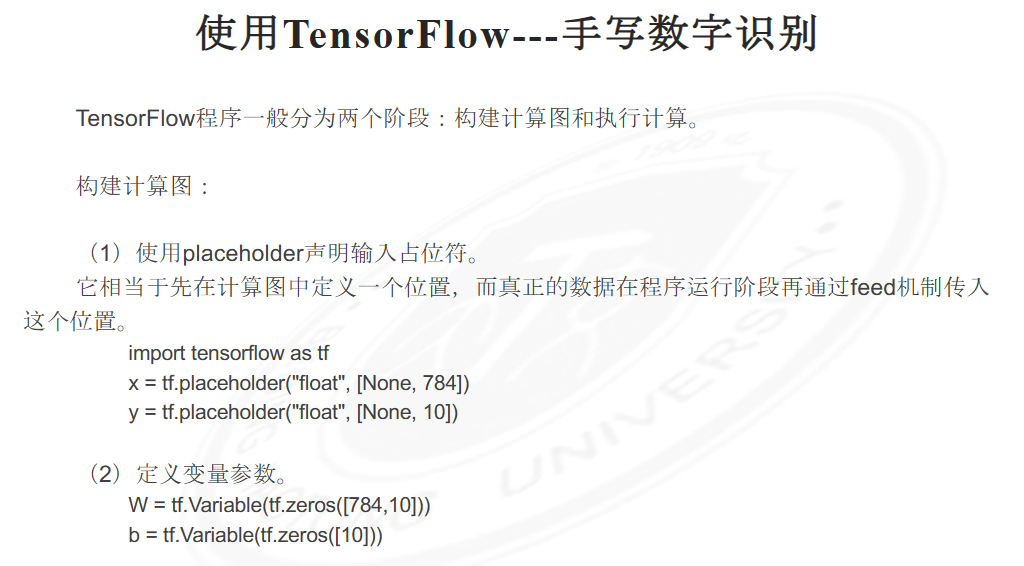 使用TensorFlow---手写数字识别
TensorFlow程序一般分为两个阶段：构建计算图和执行计算。
构建计算图：
（1）使用placeholder声明输入占位符。
它相当于先在计算图中定义一个位置，而真正的数据在程序运行阶段再通过feed机制传入
这个位置。
import tensorflow as tf
x = tf.placeholder("float", [None, 784])
y = tf.placeholder("float", [None, 10])
（2）定义变量参数。
W = tf.Variable(tf.zeros([784,10]))
b = tf.Variable(tf.zeros([10]))
UNIVERSITY